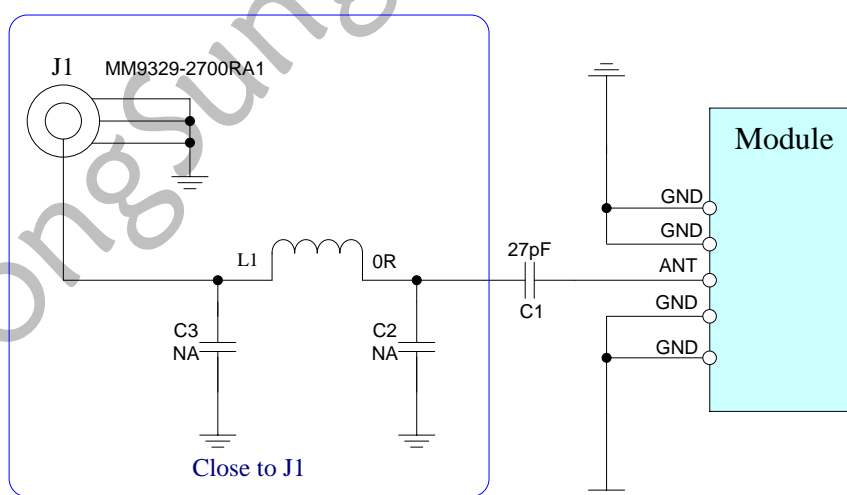 J1
MM9329-2700RA1
Module
GND
GND
ANT
GND
GND
27pF
C1
L1
0R
C3
NA
C2
NA
Close to J1
ongSung